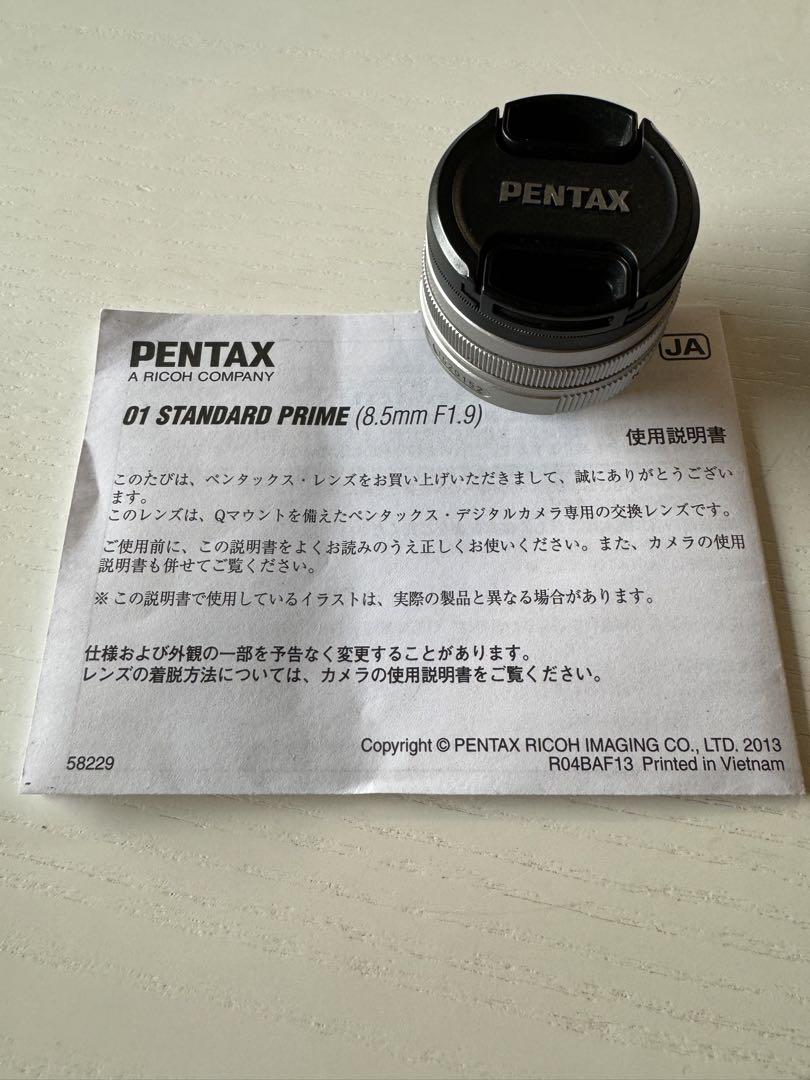 PENTAX
PENTAX
A RICOH COMPANY
JA
01 STANDARD PRIME (8.5mm F1.9)
使用説明書
このたびは、ペンタックス・レンズをお買い上げいただきまして、誠にありがとうござい
ます。
このレンズは、Qマウントを備えたペンタックス・デジタルカメラ専用の交換レンズです。
ご使用前に、この説明書をよくお読みのうえ正しくお使いください。また、カメラの使用
説明書も併せてご覧ください。
※ この説明書で使用しているイラストは、実際の製品と異なる場合があります。
仕様および外観の一部を予告なく変更することがあります。
レンズの着脱方法については、カメラの使用説明書をご覧ください。
Copyright © PENTAX RICOH IMAGING CO., LTD. 2013
58229
R04BAF13 Printed in Vietnam